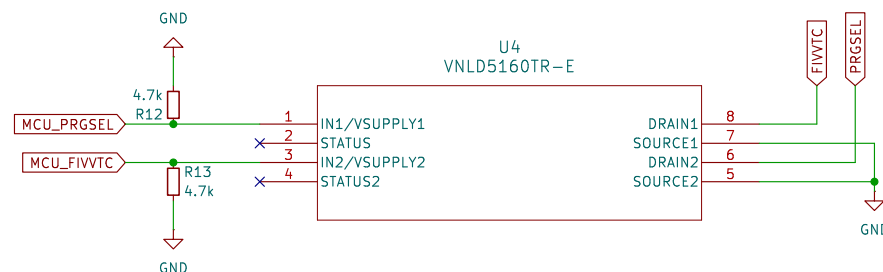 GND
U4
VNLD5160TR-E
FIVVTC
PRGSEL
4.7k
R12
MCU_PRGSEL
1
IN1/VSUPPLY1
DRAIN1
8
2
STATUS
SOURCE1
7
MCU_FIVVTC
3
IN2/VSUPPLY2
DRAIN2
6
R13
4.7k
4
STATUS2
SOURCE2
5
GND
GND